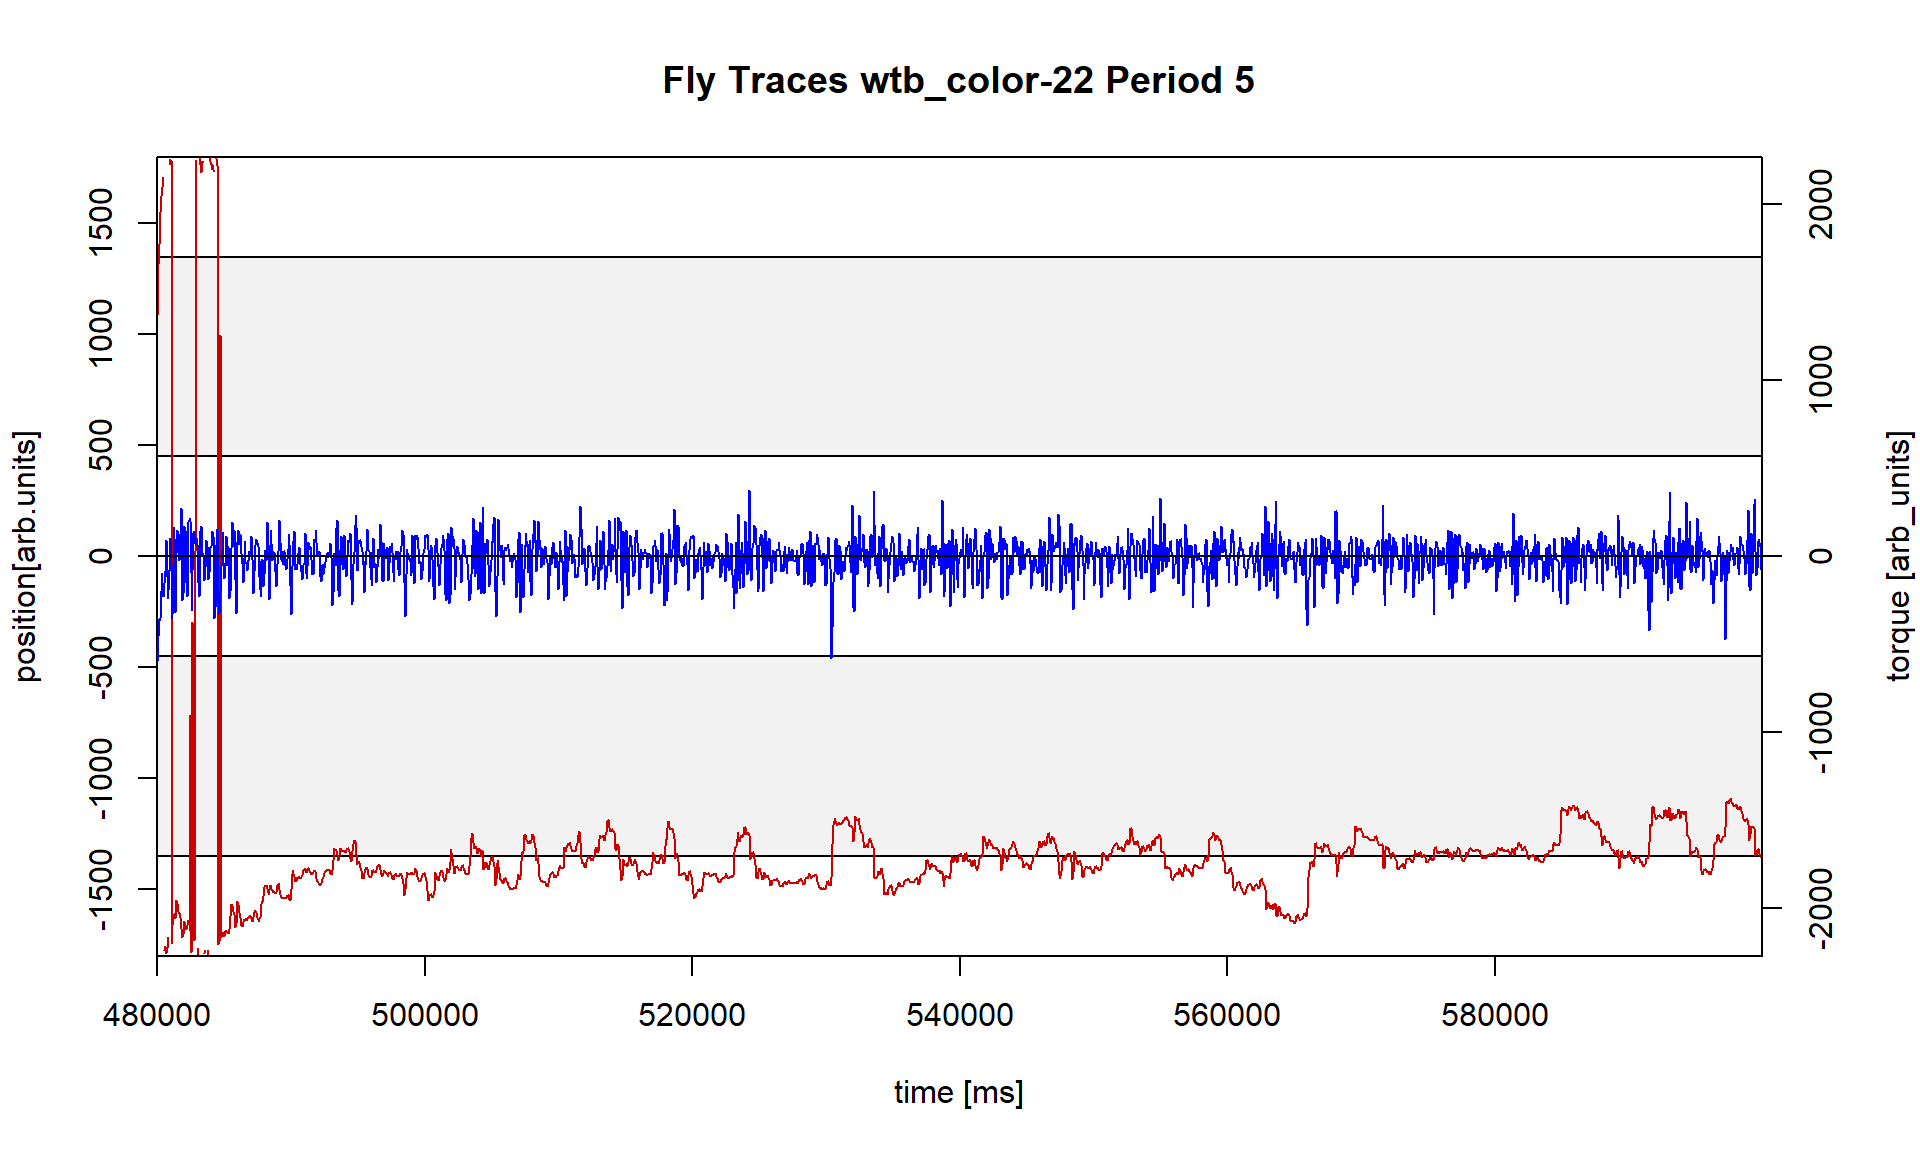 Fly Traces wtb_color-22 Period 5
position[arb.units]
1500
1000
500
0
-500
-1000
-1500
2000
1000
0
-1000
-2000
torque [arb_units]
480000 500000 520000 540000 560000 580000
time [ms]